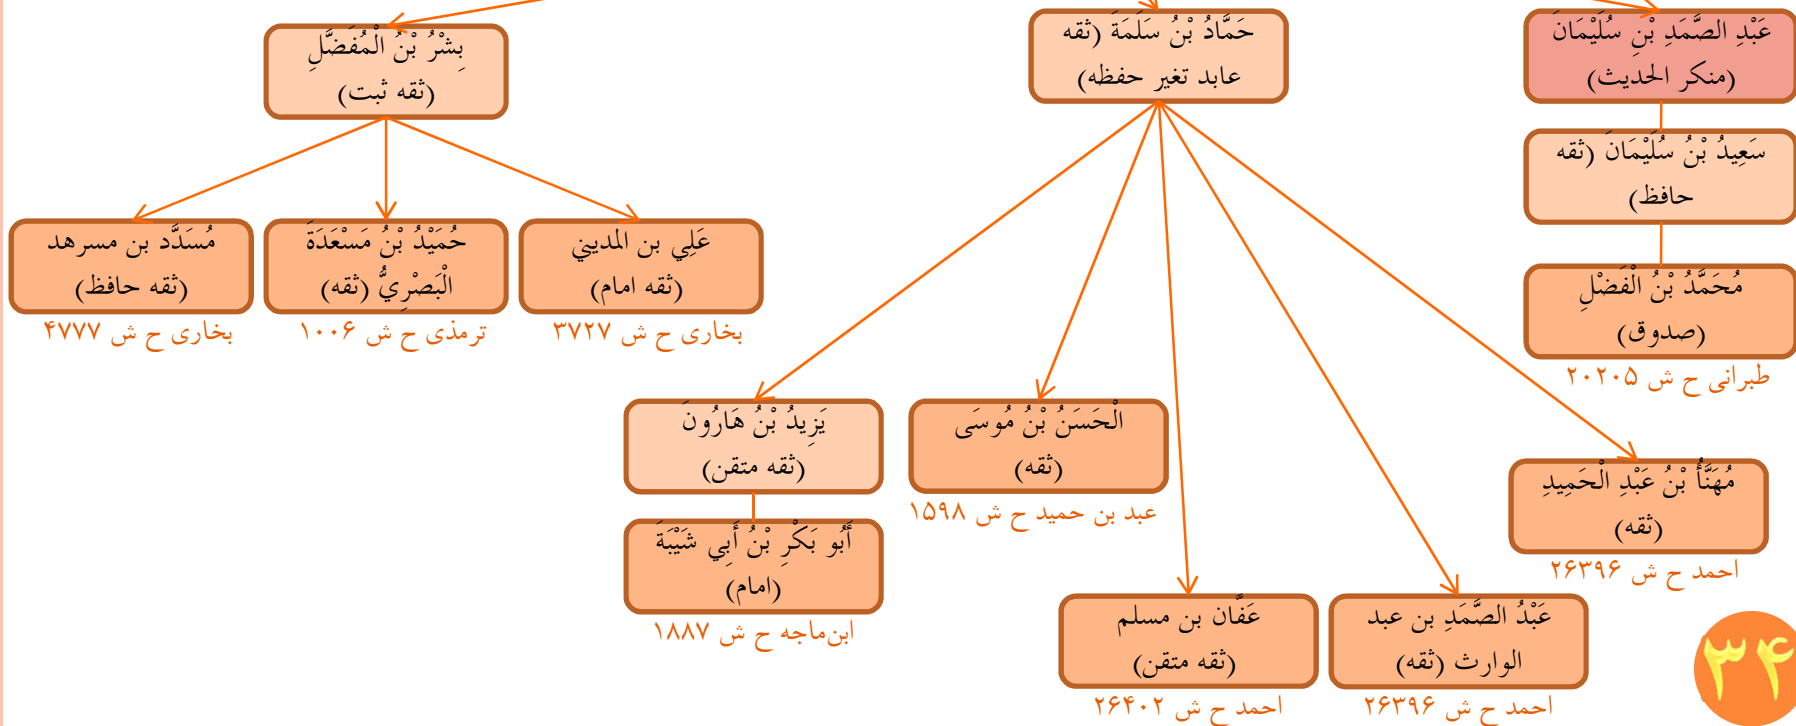 عَبْدِ الصَّمَدِ بْنِ سُلَيْمَانَ
(منكر الحديث)
سَعِيدُ بْنُ سُلَيْمَانَ (ثقه
حافظ)
مُحَمَّدُ بْنُ الْفَضْلِ
(صدوق)
طبرانی ح ش ۲۰۲۰۵
حَمَّادُ بْنُ سَلَمَةَ (ثقه
عابد تغير حفظه)
مُهَنَّأُ بْنُ عَبْدِ الْحَمِيدِ
(ثقه)
احمد ح ش ۲۶۳۹۶
عَبْدُ الصَّمَدِ بن عبد
الوارث (ثقه)
احمد ح ش ۲۶۳۹۶
عَفَّان بن مسلم
(ثقه متقن)
احمد ح ش ۲۶۴۰۲
الْحَسَنُ بْنُ مُوسَى
(ثقه)
عبد بن حمید ح ش ۱۵۹۸
يَزِيدُ بْنُ هَارُونَ
(ثقه متقن)
أَبُو بَكْرِ بْنُ أَبِي شَيْبَةَ
(امام)
ابن‌ماجه ح ش ۱۸۸۷
بِشْرُ بْنُ الْمُفَضَّلِ
(ثقه ثبت)
عَلِي بن المديني
(ثقه امام)
بخاری ح ش ۳۷۲۷
حُمَيْدُ بْنُ مَسْعَدَةَ
الْبَصْرِيُّ (ثقه)
ترمذی ح ش ۱۰۰۶
مُسَدَّد بن مسرهد
(ثقه حافظ)
بخاری ح ش ۴۷۷۷
۳۴